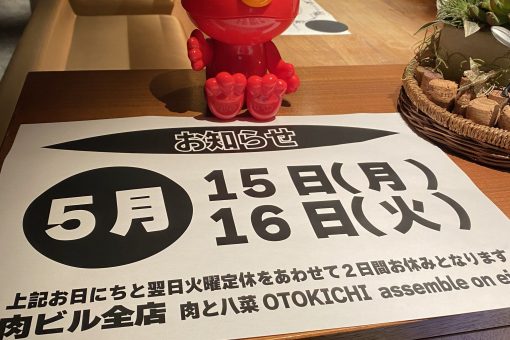 お知らせ
5月
15日(月)
16日(火)
上記お日にちと翌日火曜定休をあわせて2日間お休みとなります
肉ビル全店 肉と八菜 OTOKICHI assemble on